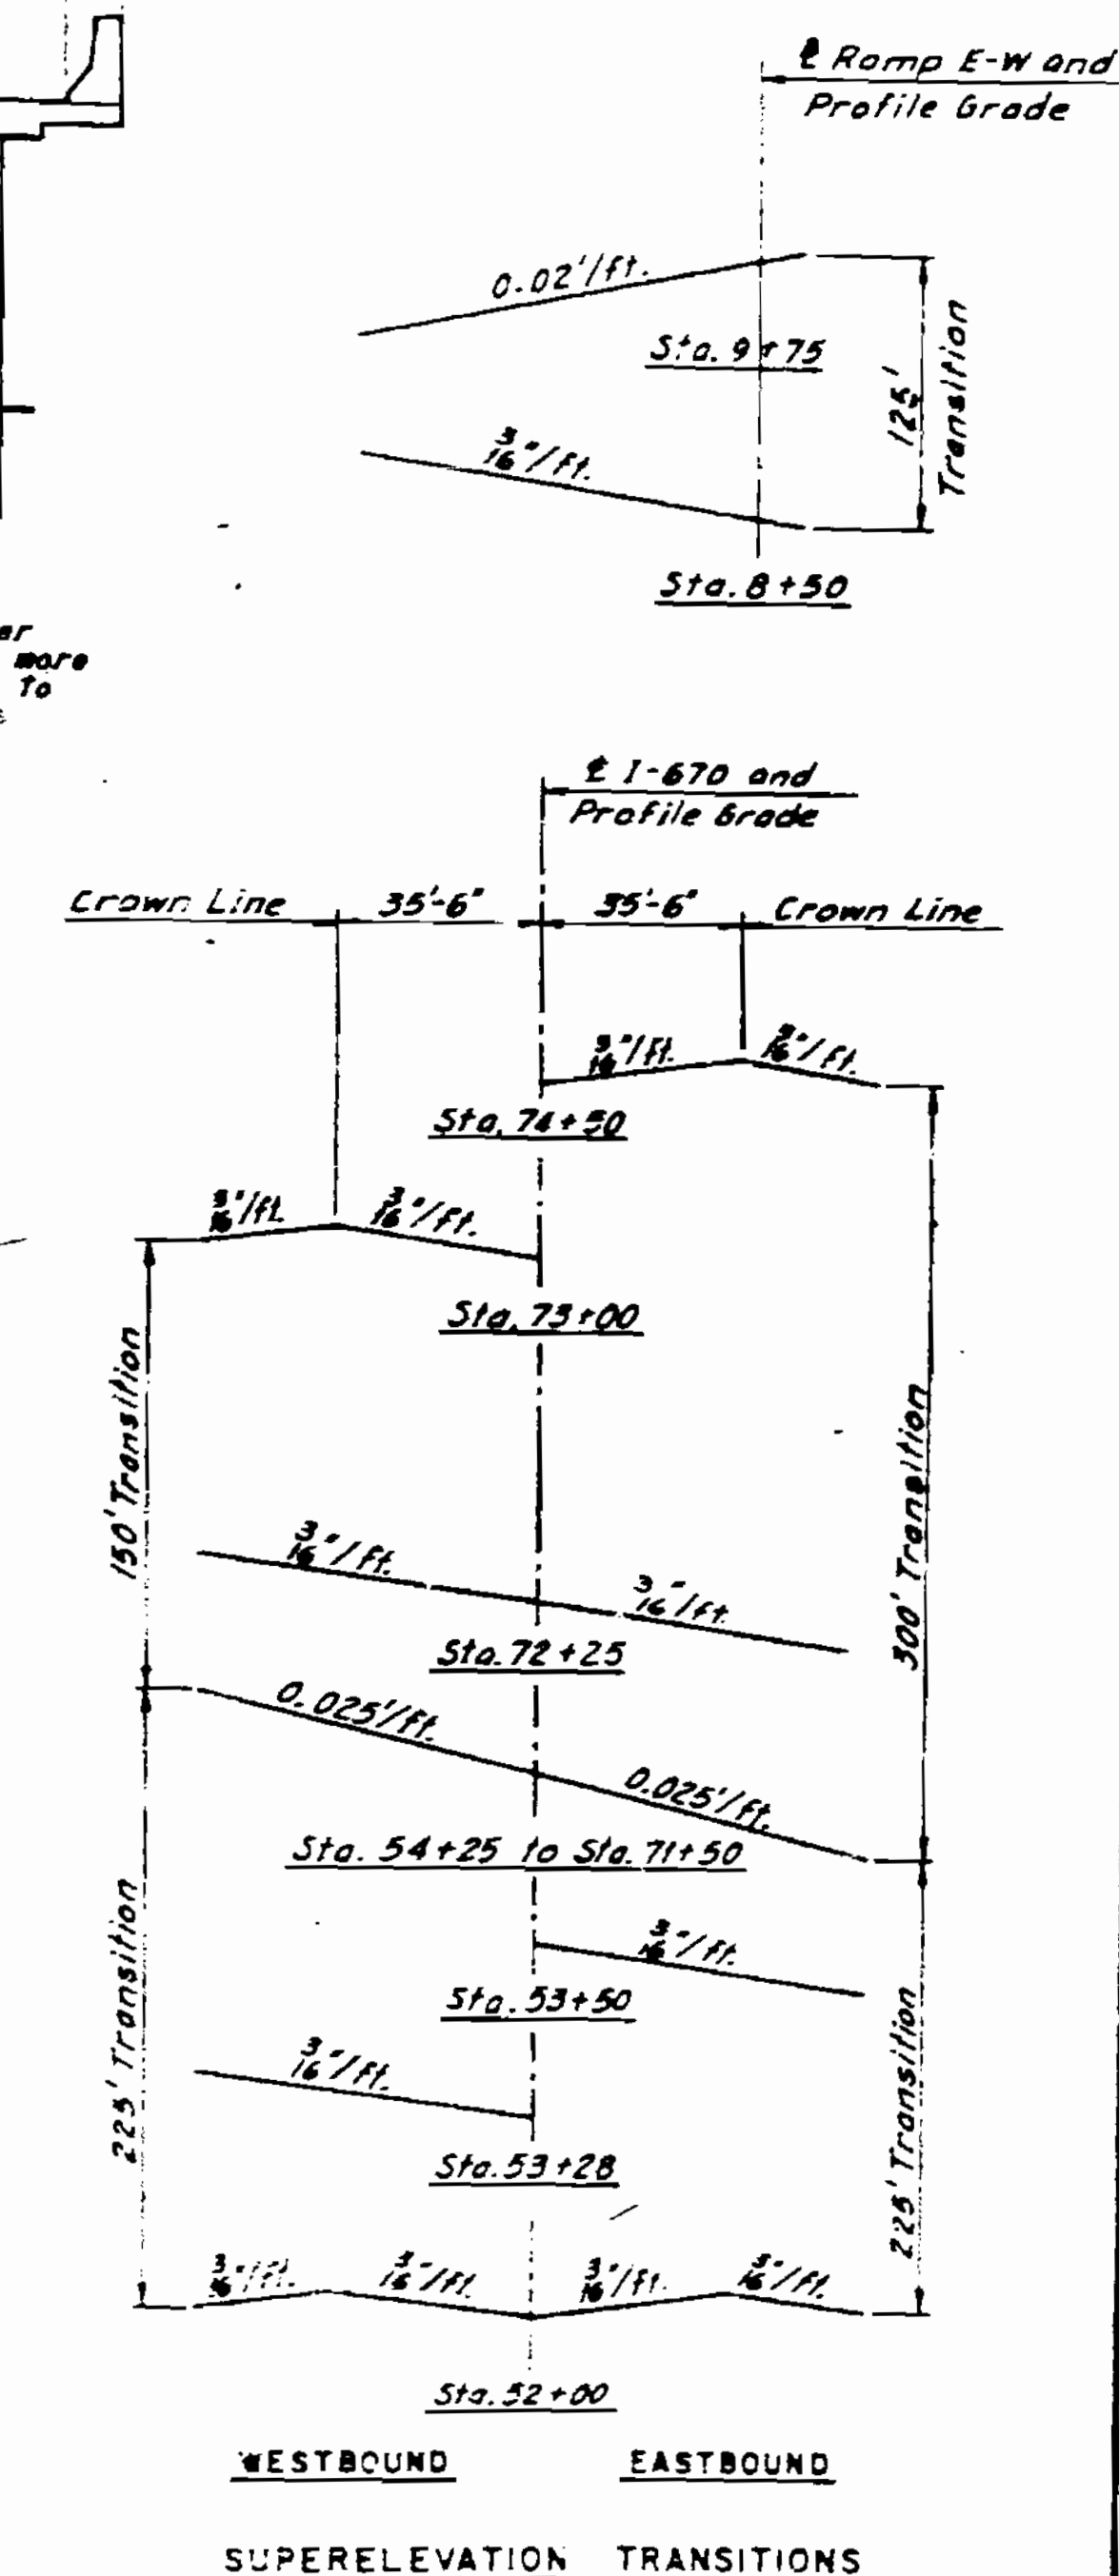 ℄ Ramp E-W and
Profile Grade
0.02'/ft.
Sta. 9+75
125'
Transition
3/16"/ft.
Sta. 8+50
more
To
℄ I-670 and
Profile Grade
Crown Line 35'-6" 35'-6" Crown Line
3/16"/ft. 3/16"/ft.
Sta. 74+50
3/16"/ft. 3/16"/ft.
Sta. 73+00
150' Transition
300' Transition
3/16"/ft. 3/16"/ft.
Sta. 72+25
0.025'/ft. 0.025'/ft.
Sta. 54+25 to Sta. 71+50
3/16"/ft.
Sta. 53+50
225' Transition
225' Transition
3/16"/ft.
Sta. 53+28
3/16"/ft. 3/16"/ft. 3/16"/ft. 3/16"/ft.
Sta. 52+00
WESTBOUND EASTBOUND
SUPERELEVATION TRANSITIONS